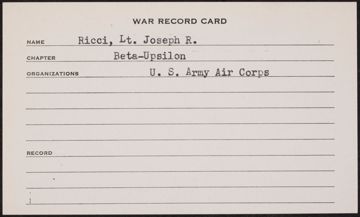 WAR RECORD CARD
NAME Ricci, Lt. Joseph R.
CHAPTER Beta-Upsilon
ORGANIZATIONS U. S. Army Air Corps
RECORD